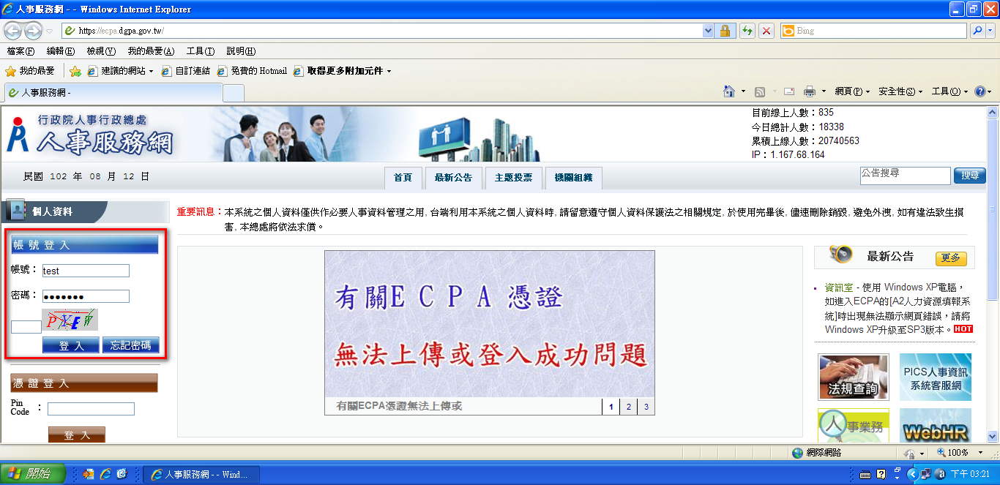 人事服務網 - - Windows Internet Explorer
https://ecpa.dgpa.gov.tw/
Bing
檔案(F) 編輯(E) 檢視(V) 我的最愛(A) 工具(T) 說明(H)
我的最愛 建議的網站 自訂連結 免費的 Hotmail 取得更多附加元件
人事服務網 -
網頁(P) 安全性(S) 工具(O)
行政院人事行政總處
人事服務網
目前線上人數：835
今日總計人數：18338
累積上線人數：20740563
IP：1.167.68.164
民國 102 年 08 月 12 日
首頁 最新公告 主題投票 機關組織
公告搜尋 搜尋
個人資料
重要訊息：本系統之個人資料僅供作必要人事資料管理之用, 台端利用本系統之個人資料時, 請留意遵守個人資料保護法之相關規定, 於使用完畢後, 儘速刪除銷毀, 避免外洩, 如有違法致生損
害, 本總處將依法求償。
帳 號 登 入
帳號： test
密碼： ●●●●●●●
PYEW
登 入 忘記密碼
憑 證 登 入
Pin
Code ：
登 入
有關ECPA 憑證
無法上傳或登入成功問題
有關ECPA憑證無法上傳或 1 2 3
最新公告 更多
資訊室 - 使用 Windows XP電腦，
如進入ECPA的[A2人力資源填報系
統]時出現無法顯示網頁錯誤，請將
Windows XP升級至SP3版本。HOT
法規查詢
PICS人事資訊
系統客服網
人事業務
WebHR
網際網路 100%
開始 人事服務網 - - Wind... 下午 03:21